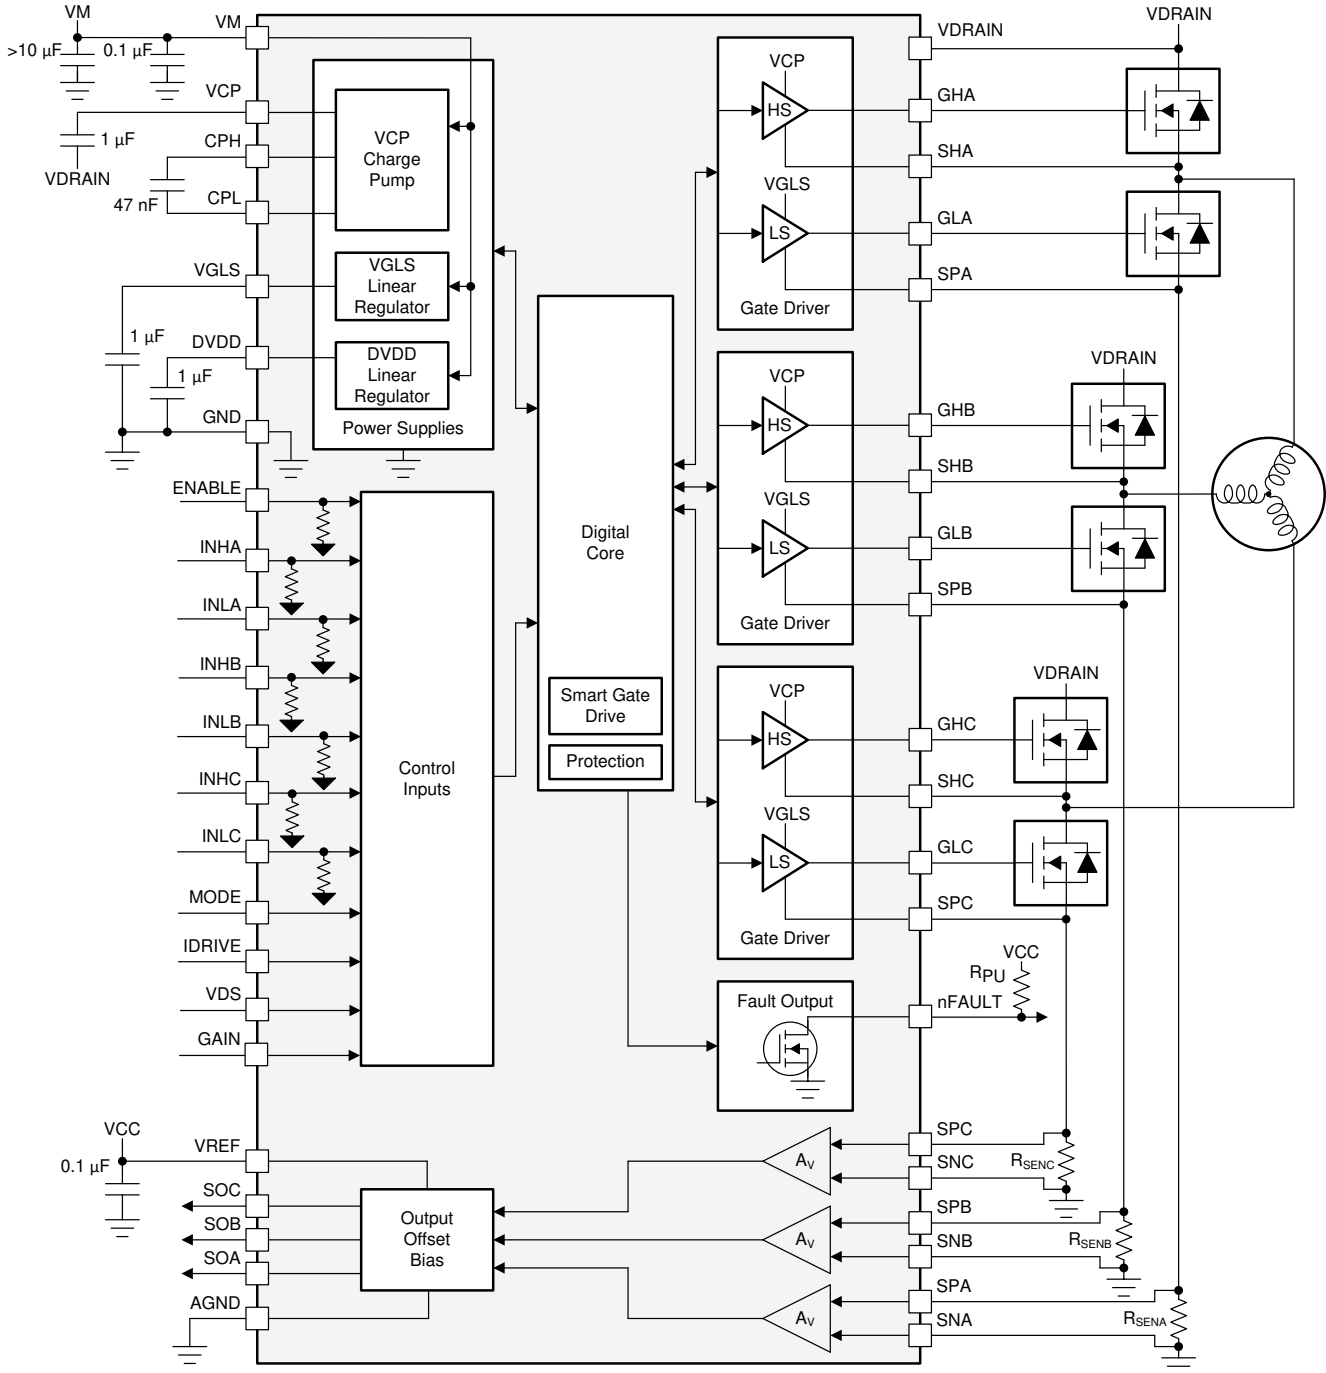 VM
VM
>10 µF
0.1 µF
VCP
1 µF
VDRAIN
CPH
47 nF
CPL
VGLS
1 µF
DVDD
1 µF
GND
VCP
Charge
Pump
VGLS
Linear
Regulator
DVDD
Linear
Regulator
Power Supplies
ENABLE
INHA
INLA
INHB
INLB
INHC
INLC
MODE
IDRIVE
VDS
GAIN
Control
Inputs
Digital
Core
Smart Gate
Drive
Protection
VCP
HS
VGLS
LS
Gate Driver
VCP
HS
VGLS
LS
Gate Driver
VCP
HS
VGLS
LS
Gate Driver
Fault Output
VDRAIN
VDRAIN
GHA
SHA
GLA
SPA
VDRAIN
GHB
SHB
GLB
SPB
VDRAIN
GHC
SHC
GLC
SPC
VCC
RPU
nFAULT
VCC
0.1 µF
VREF
SOC
SOB
SOA
AGND
Output
Offset
Bias
AV
AV
AV
SPC
SNC
RSENC
SPB
SNB
RSENB
SPA
SNA
RSENA